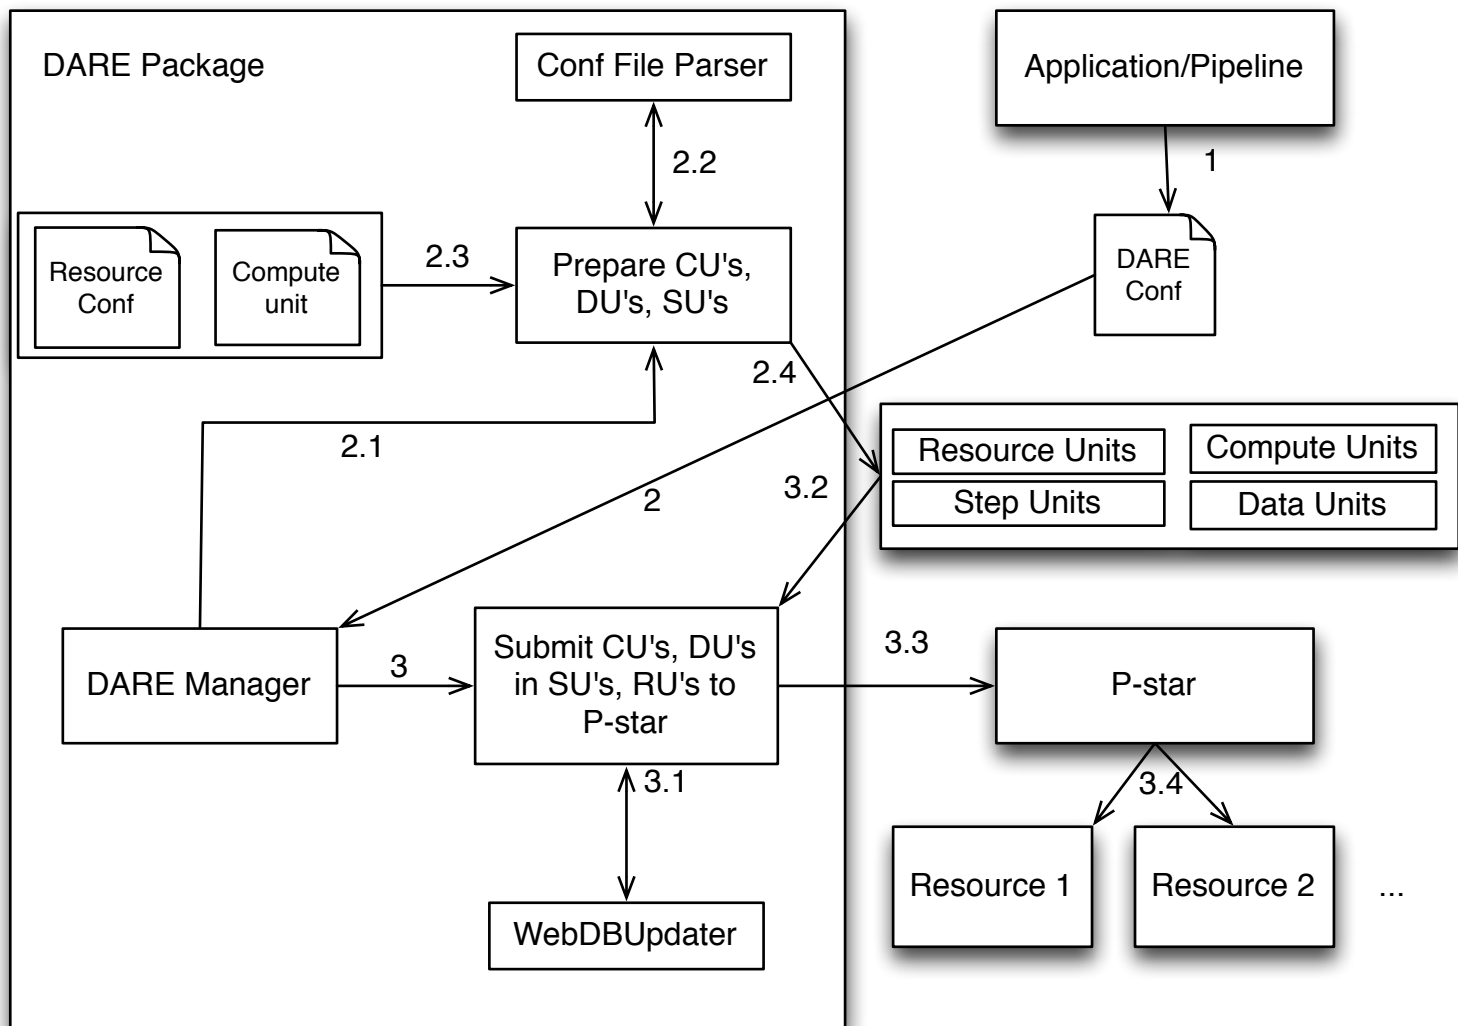 DARE Package
Conf File Parser
Application/Pipeline
2.2
1
Resource
Conf
Compute
unit
2.3
Prepare CU's,
DU's, SU's
DARE
Conf
2.4
2.1
Resource Units
Compute Units
Step Units
Data Units
3.2
2
DARE Manager
3
Submit CU's, DU's
in SU's, RU's to
P-star
3.3
P-star
3.1
3.4
Resource 1
Resource 2
...
WebDBUpdater